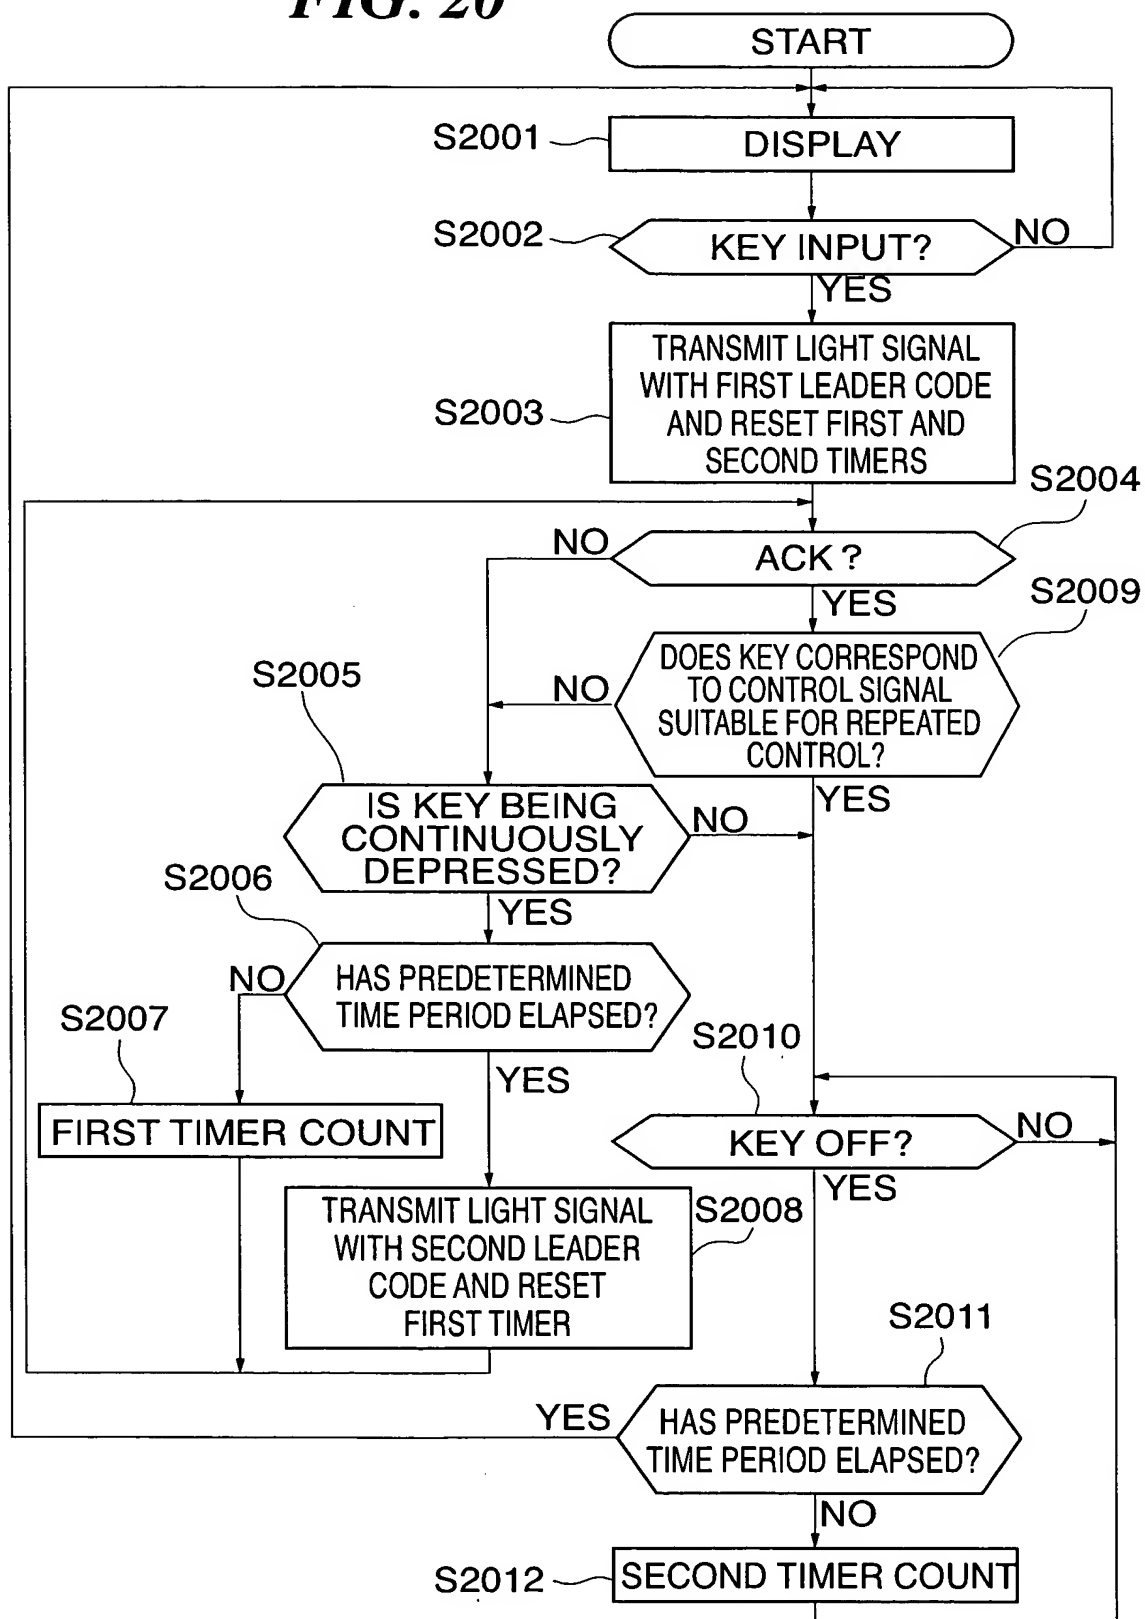 FIG. 20
START
S2001
DISPLAY
S2002
KEY INPUT?
NO
YES
TRANSMIT LIGHT SIGNAL
WITH FIRST LEADER CODE
AND RESET FIRST AND
SECOND TIMERS
S2003
S2004
NO
ACK ?
YES
S2009
DOES KEY CORRESPOND
TO CONTROL SIGNAL
SUITABLE FOR REPEATED
CONTROL?
NO
YES
S2005
IS KEY BEING
CONTINUOUSLY
DEPRESSED?
NO
YES
S2006
HAS PREDETERMINED
TIME PERIOD ELAPSED?
NO
YES
S2007
FIRST TIMER COUNT
S2010
KEY OFF?
NO
YES
TRANSMIT LIGHT SIGNAL
WITH SECOND LEADER
CODE AND RESET
FIRST TIMER
S2008
S2011
YES
HAS PREDETERMINED
TIME PERIOD ELAPSED?
NO
S2012
SECOND TIMER COUNT